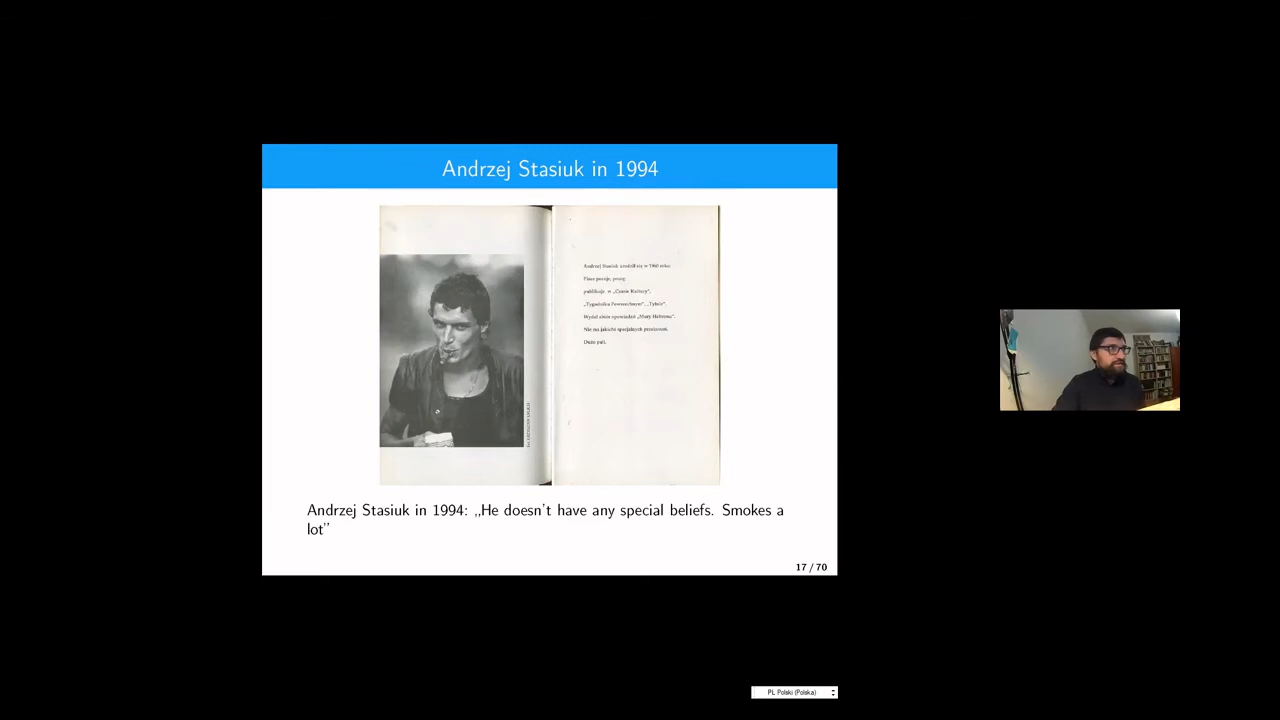 Andrzej Stasiuk in 1994
Andrzej Stasiuk urodził się w 1960 roku.
Pisze poezje, prozę
publikuje w „Czasie Kultury",
„Tygodniku Powszechnym", „Tytule".
Wydał zbiór opowiadań „Mury Hebronu".
Nie ma jakichś specjalnych przekonań.
Dużo pali.
Andrzej Stasiuk in 1994: „He doesn't have any special beliefs. Smokes a
lot"
17 / 70
PL Polski (Polska)